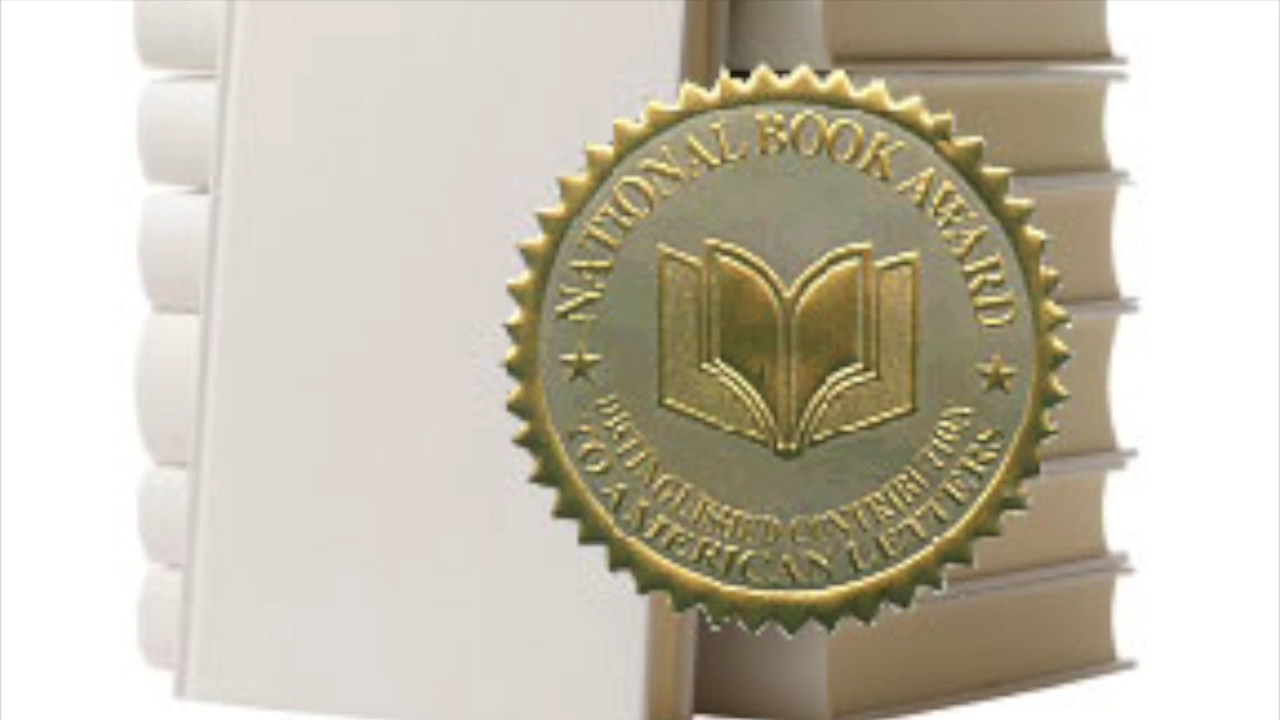 NATIONAL BOOK AWARD
DISTINGUISHED CONTRIBUTION
TO AMERICAN LETTERS